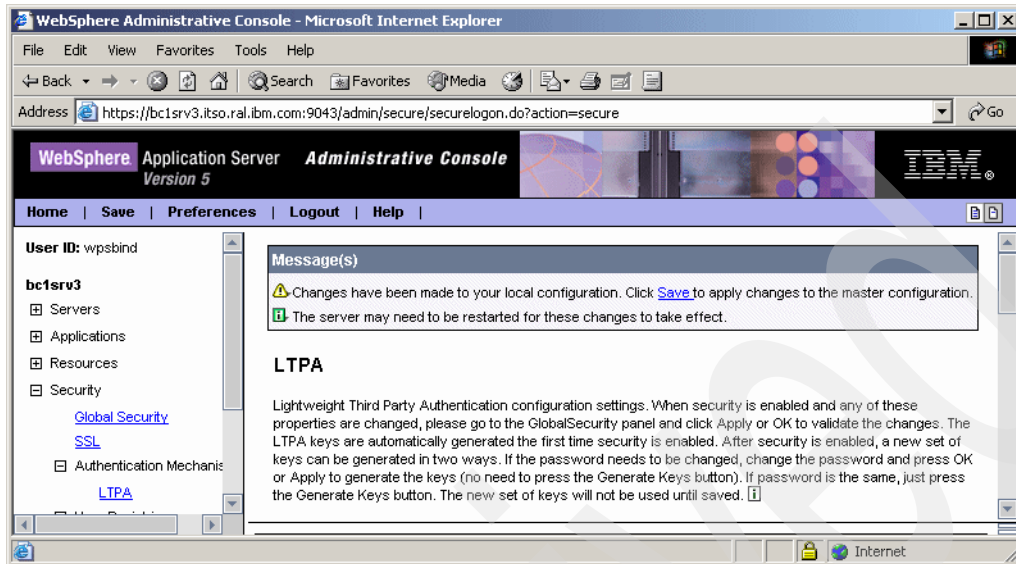 WebSphere Administrative Console - Microsoft Internet Explorer
File Edit View Favorites Tools Help
Back Search Favorites Media
Address https://bc1srv3.itso.ral.ibm.com:9043/admin/secure/securelogon.do?action=secure Go
WebSphere. Application Server Administrative Console
Version 5
IBM®
Home | Save | Preferences | Logout | Help |
User ID: wpsbind
bc1srv3
Servers
Applications
Resources
Security
Global Security
SSL
Authentication Mechanis
LTPA
Message(s)
Changes have been made to your local configuration. Click Save to apply changes to the master configuration.
The server may need to be restarted for these changes to take effect.
LTPA
Lightweight Third Party Authentication configuration settings. When security is enabled and any of these
properties are changed, please go to the GlobalSecurity panel and click Apply or OK to validate the changes. The
LTPA keys are automatically generated the first time security is enabled. After security is enabled, a new set of
keys can be generated in two ways. If the password needs to be changed, change the password and press OK
or Apply to generate the keys (no need to press the Generate Keys button). If password is the same, just press
the Generate Keys button. The new set of keys will not be used until saved.
Internet